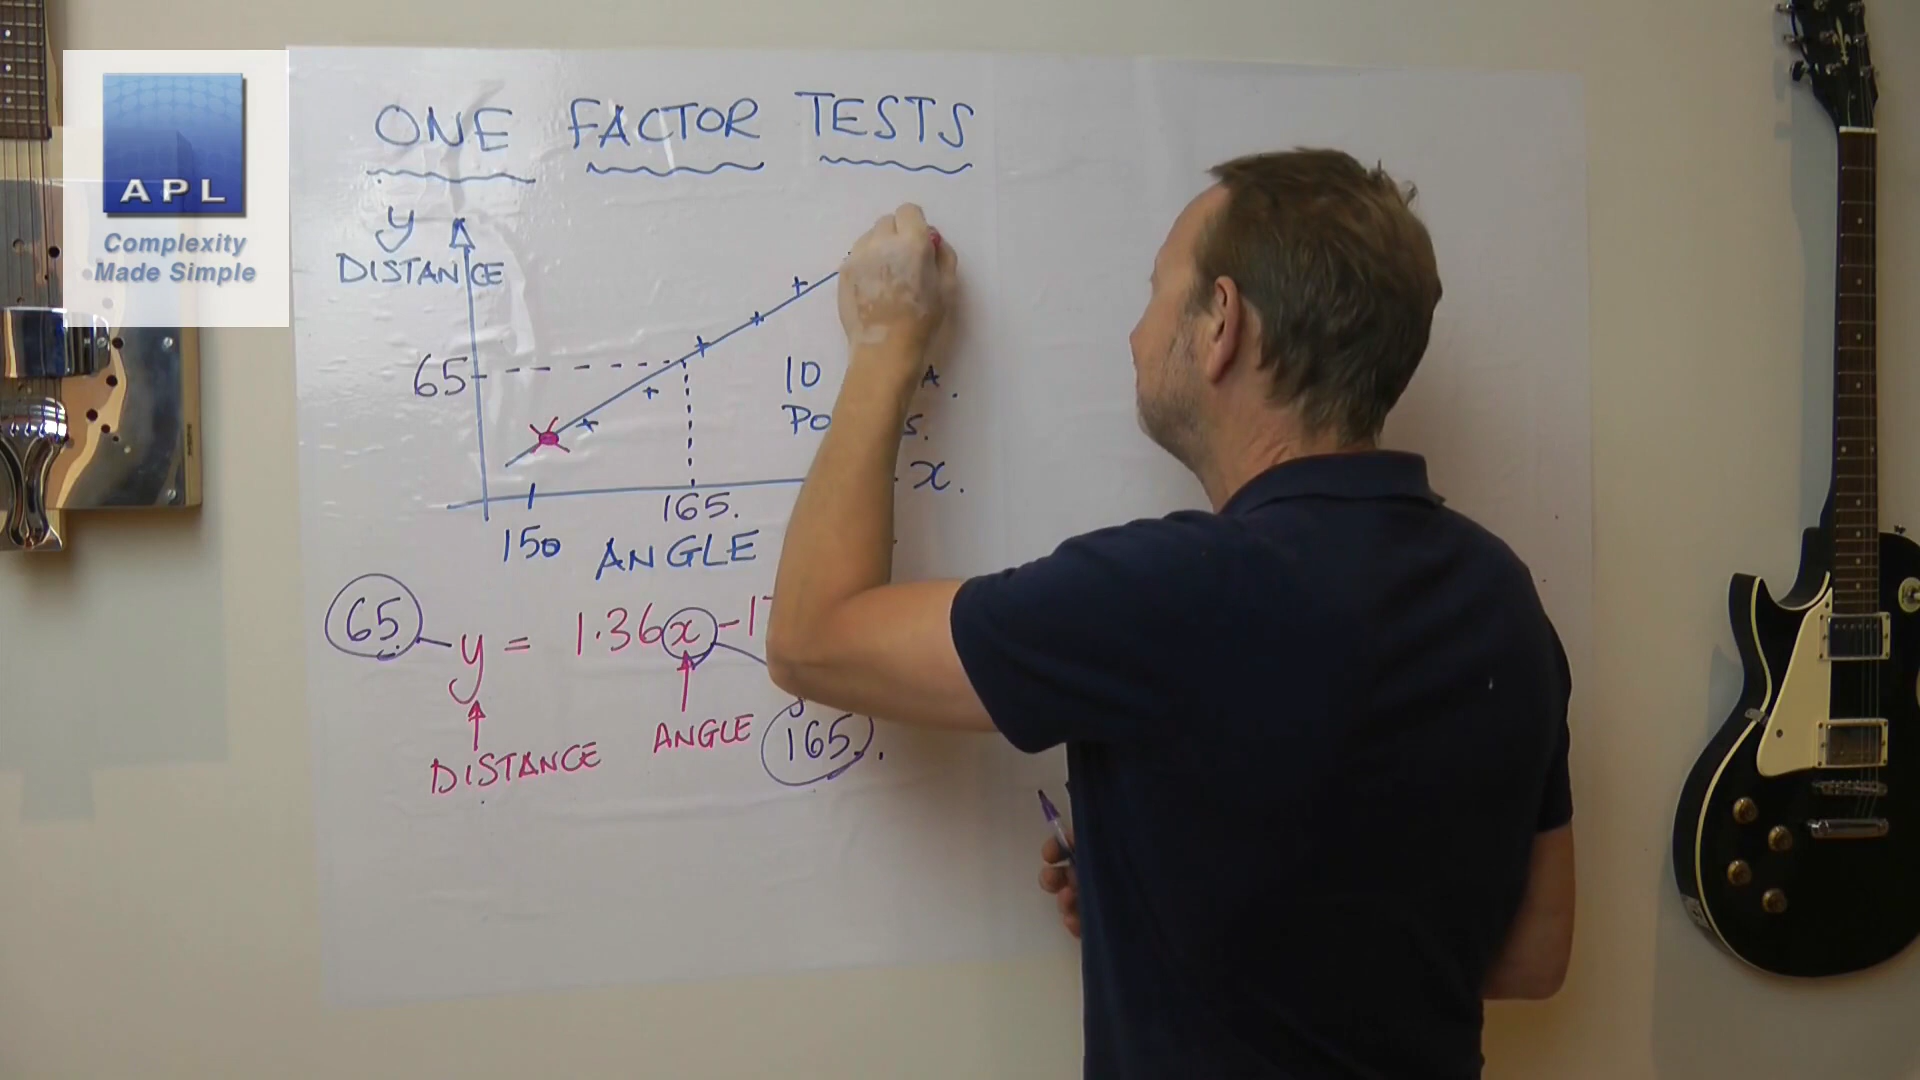 APL
Complexity
Made Simple
ONE FACTOR TESTS
y
DISTANCE
65
10
x.
165.
150 ANGLE
65
y = 1.36x -1
ANGLE
DISTANCE
165.